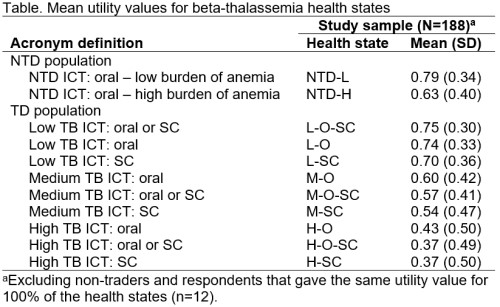 Table. Mean utility values for beta-thalassemia health states
Study sample (N=188)a
Acronym definition Health state Mean (SD)
NTD population
NTD ICT: oral – low burden of anemia NTD-L 0.79 (0.34)
NTD ICT: oral – high burden of anemia NTD-H 0.63 (0.40)
TD population
Low TB ICT: oral or SC L-O-SC 0.75 (0.30)
Low TB ICT: oral L-O 0.74 (0.33)
Low TB ICT: SC L-SC 0.70 (0.36)
Medium TB ICT: oral M-O 0.60 (0.42)
Medium TB ICT: oral or SC M-O-SC 0.57 (0.41)
Medium TB ICT: SC M-SC 0.54 (0.47)
High TB ICT: oral H-O 0.43 (0.50)
High TB ICT: oral or SC H-O-SC 0.37 (0.49)
High TB ICT: SC H-SC 0.37 (0.50)
aExcluding non-traders and respondents that gave the same utility value for
100% of the health states (n=12).